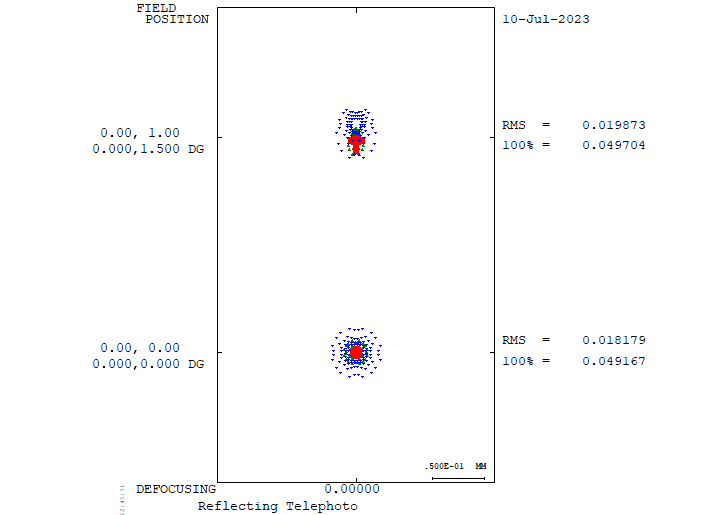 FIELD
POSITION
10-Jul-2023
0.00, 1.00
0.000,1.500 DG
RMS = 0.019873
100% = 0.049704
0.00, 0.00
0.000,0.000 DG
RMS = 0.018179
100% = 0.049167
.500E-01 MM
DEFOCUSING 0.00000
Reflecting Telephoto